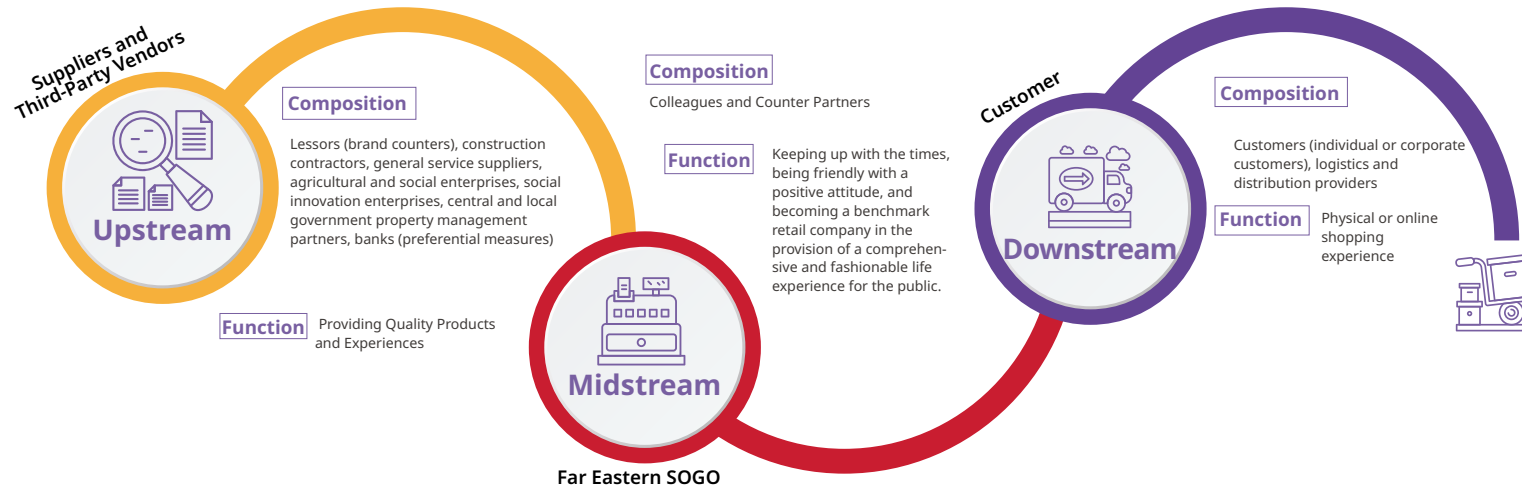 Suppliers and
Third-Party Vendors
Upstream
Composition
Lessors (brand counters), construction
contractors, general service suppliers,
agricultural and social enterprises, social
innovation enterprises, central and local
government property management
partners, banks (preferential measures)
Function
Providing Quality Products
and Experiences
Composition
Colleagues and Counter Partners
Function
Keeping up with the times,
being friendly with a
positive attitude, and
becoming a benchmark
retail company in the
provision of a comprehen-
sive and fashionable life
experience for the public.
Midstream
Far Eastern SOGO
Customer
Downstream
Composition
Customers (individual or corporate
customers), logistics and
distribution providers
Function
Physical or online
shopping
experience